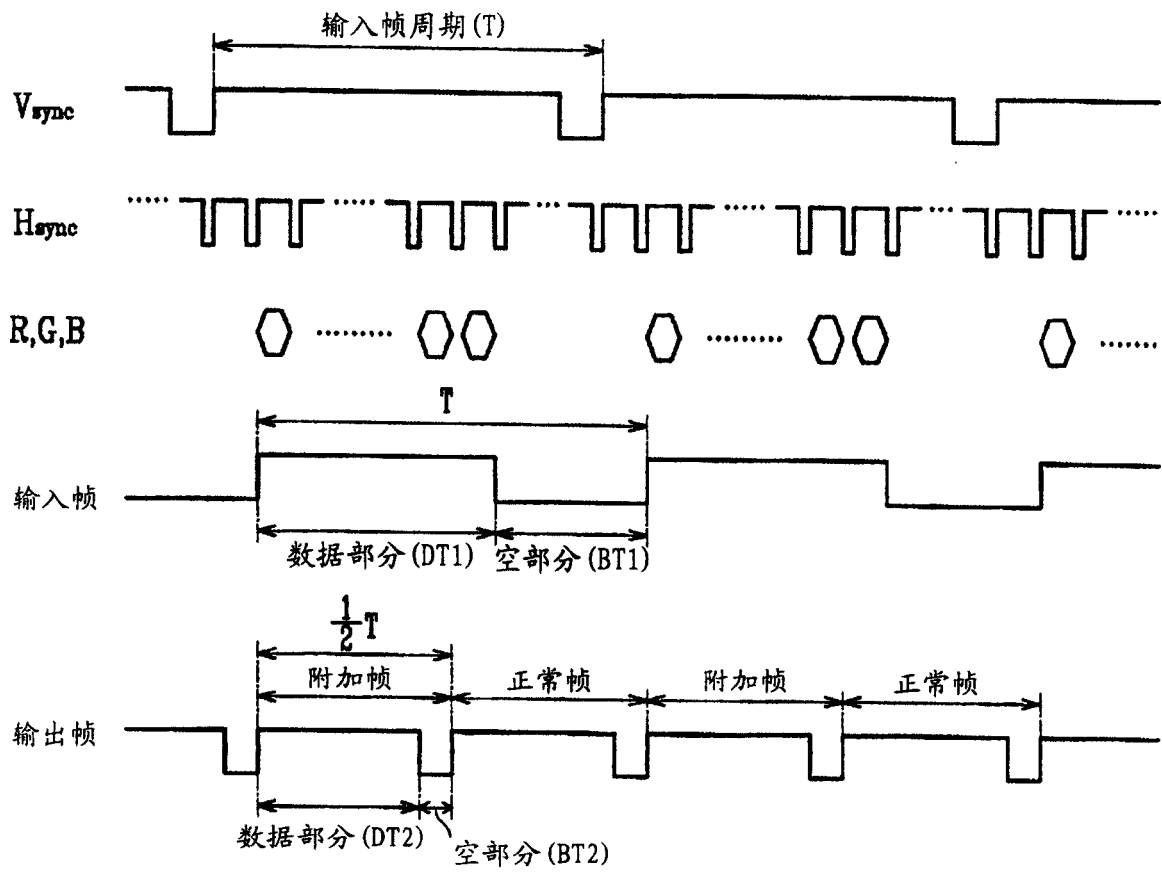 输入帧周期(T)
Vsync
Hsync
R,G,B
T
输入帧
数据部分(DT1) 空部分(BT1)
1/2 T
附加帧 正常帧 附加帧 正常帧
输出帧
数据部分(DT2) 空部分(BT2)